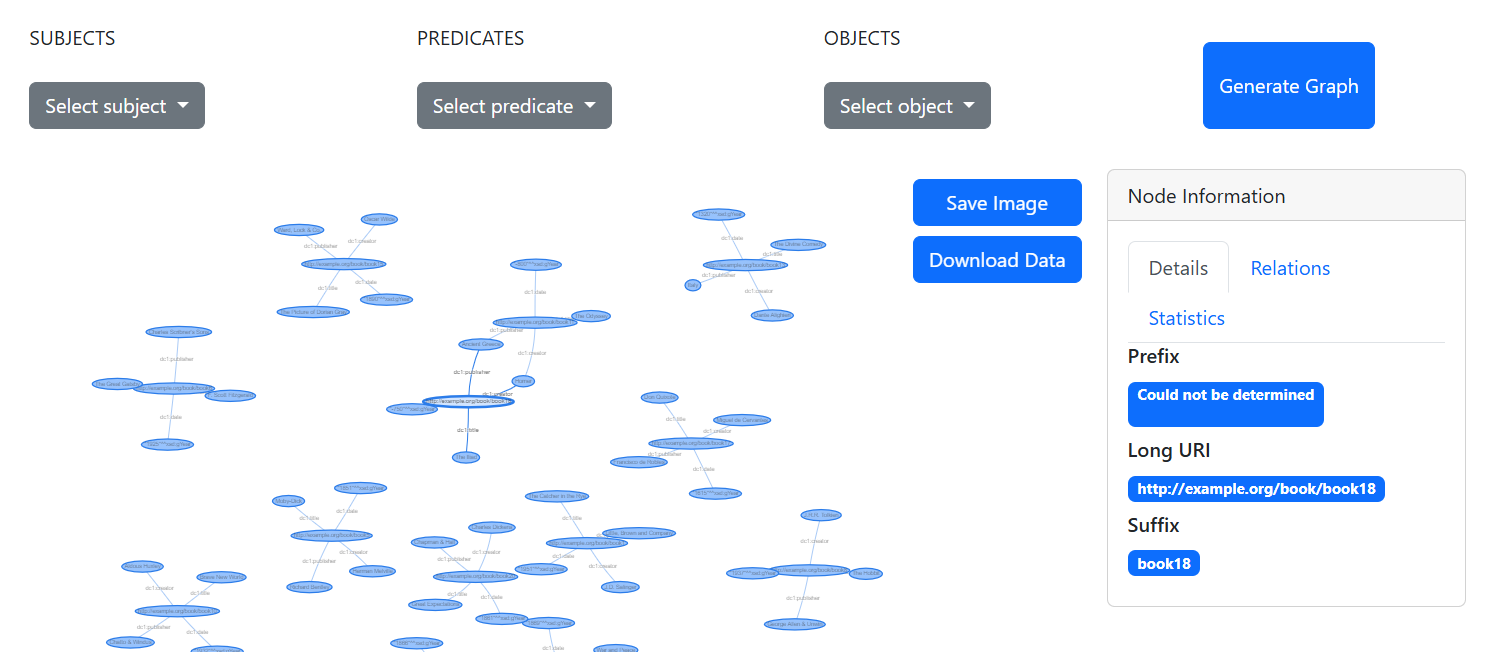 SUBJECTS
PREDICATES
OBJECTS
Generate Graph
Select subject
Select predicate
Select object
Save Image
Download Data
Node Information
Details
Relations
Statistics
Prefix
Could not be determined
Long URI
http://example.org/book/book18
Suffix
book18
Ward, Look & Co.
Oscar Wilde
dc1:publisher
dc1:creator
dc1:title
dc1:date
The Picture of Dorian Gray
dc1:date
The Divine Comedy
dc1:title
dc1:publisher
Italy
dc1:creator
Dante Alighieri
dc1:date
The Odyssey
dc1:publisher
Ancient Greece
dc1:creator
Homer
dc1:publisher
dc1:creator
dc1:title
The Iliad
Charles Scribner's Sons
dc1:publisher
The Great Gatsby
F. Scott Fitzgerald
dc1:date
Don Quixote
dc1:title
Miguel de Cervantes
dc1:creator
dc1:publisher
Francisco de Robles
dc1:date
Moby-Dick
dc1:title
dc1:date
dc1:creator
dc1:publisher
Herman Melville
Richard Bentley
The Catcher in the Rye
dc1:title
Little, Brown and Company
dc1:date
dc1:creator
J.D. Salinger
Charles Dickens
Chapman & Hall
dc1:creator
dc1:publisher
dc1:title
dc1:date
Great Expectations
J.R.R. Tolkien
dc1:creator
The Hobbit
dc1:publisher
George Allen & Unwin
Aldous Huxley
Brave New World
dc1:creator
dc1:title
dc1:publisher
dc1:date
Chatto & Windus
dc1:date
War and Peace